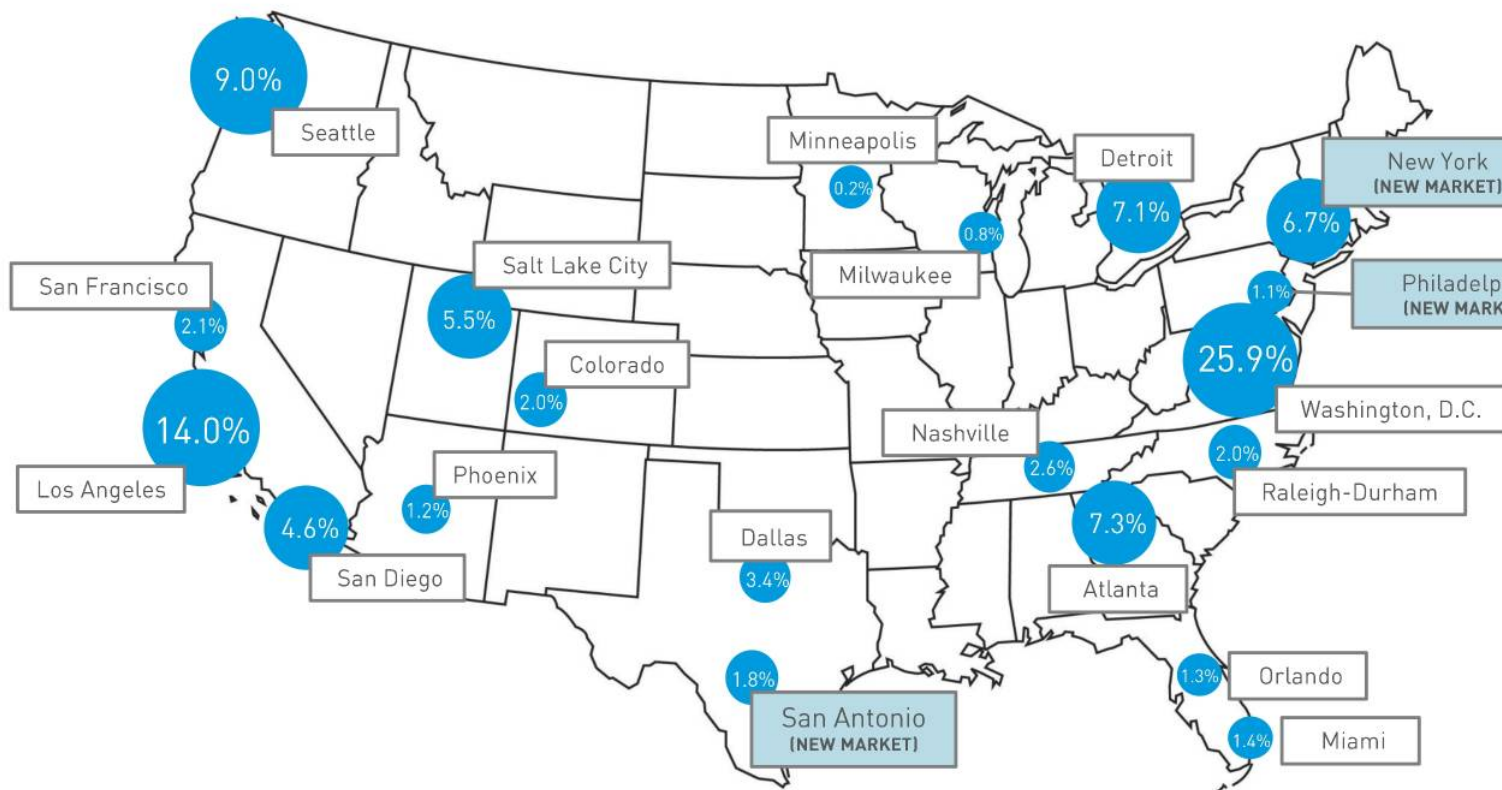 9.0%
Seattle
Minneapolis
0.2%
Detroit
7.1%
New York
(NEW MARKET)
6.7%
0.8%
Milwaukee
Salt Lake City
5.5%
San Francisco
2.1%
1.1%
25.9%
Washington, D.C.
Colorado
2.0%
14.0%
Los Angeles
Nashville
2.6%
2.0%
Raleigh-Durham
Phoenix
1.2%
4.6%
San Diego
Dallas
3.4%
7.3%
Atlanta
1.8%
San Antonio
(NEW MARKET)
1.3%
Orlando
1.4%
Miami